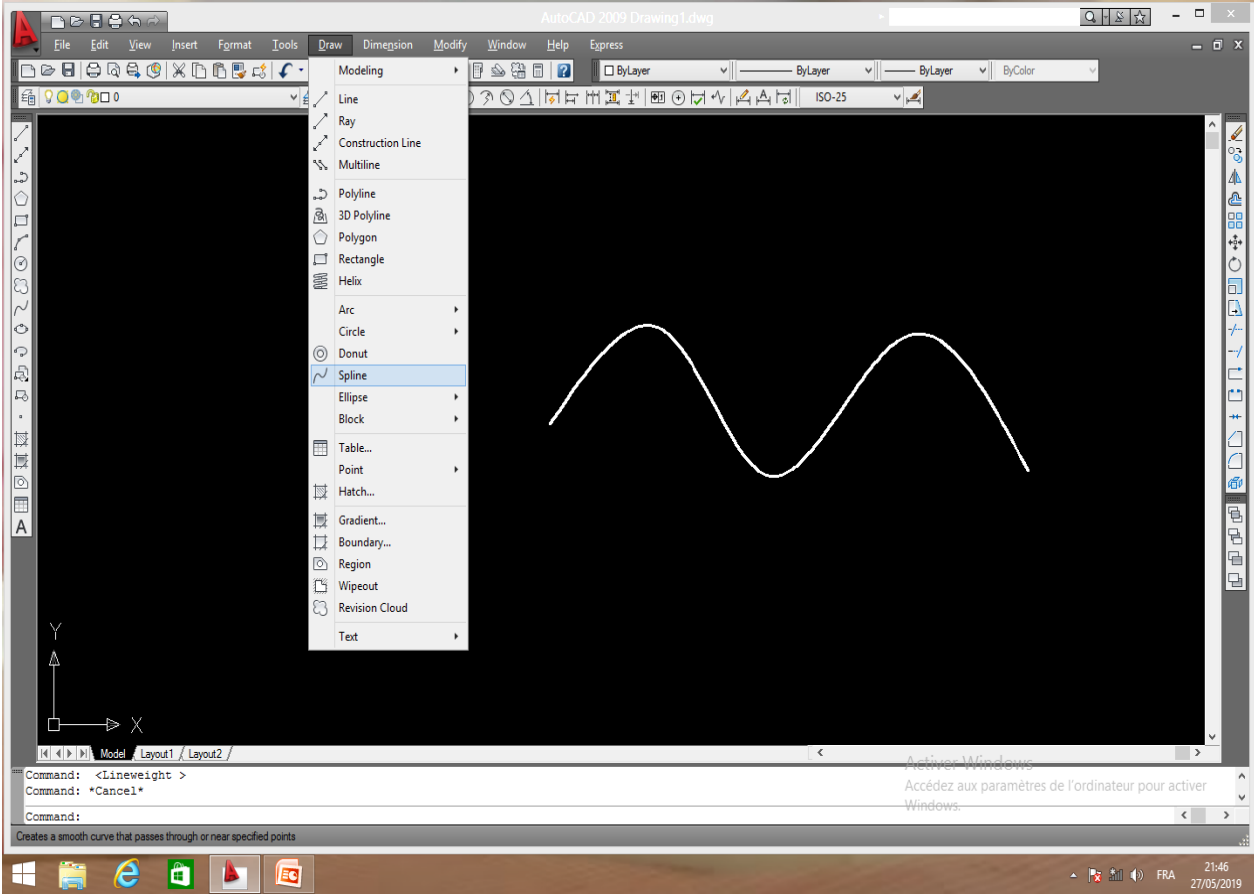 AutoCAD 2009 Drawing1.dwg
File Edit View Insert Format Tools Draw Dimension Modify Window Help Express
ByLayer ByLayer ByLayer ByColor
0 ISO-25
Modeling
Line
Ray
Construction Line
Multiline
Polyline
3D Polyline
Polygon
Rectangle
Helix
Arc
Circle
Donut
Spline
Ellipse
Block
Table...
Point
Hatch...
Gradient...
Boundary...
Region
Wipeout
Revision Cloud
Text
A
Y
X
Model Layout1 Layout2
Command: <Lineweight >
Command: *Cancel*
Command:
Activer Windows
Accédez aux paramètres de l'ordinateur pour activer
Windows.
Creates a smooth curve that passes through or near specified points
FRA 21:46
27/05/2019